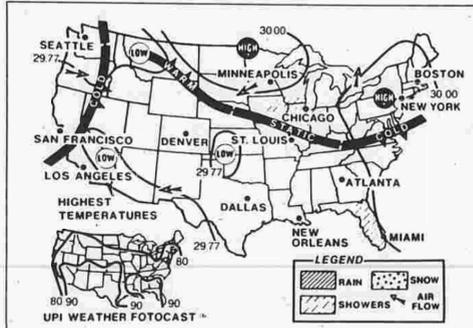 30.00
SEATTLE
LOW
HIGH
29.77
WARM
MINNEAPOLIS
BOSTON
COLD
HIGH
30.00
NEW YORK
CHICAGO
STATIC
COLD
SAN FRANCISCO
DENVER
ST. LOUIS
LOW
LOW
29.77
LOS ANGELES
ATLANTA
HIGHEST
TEMPERATURES
DALLAS
29.77
NEW
ORLEANS
MIAMI
80
80 90
90
90
LEGEND
RAIN
SNOW
SHOWERS
AIR
FLOW
UPI WEATHER FOTOCAST